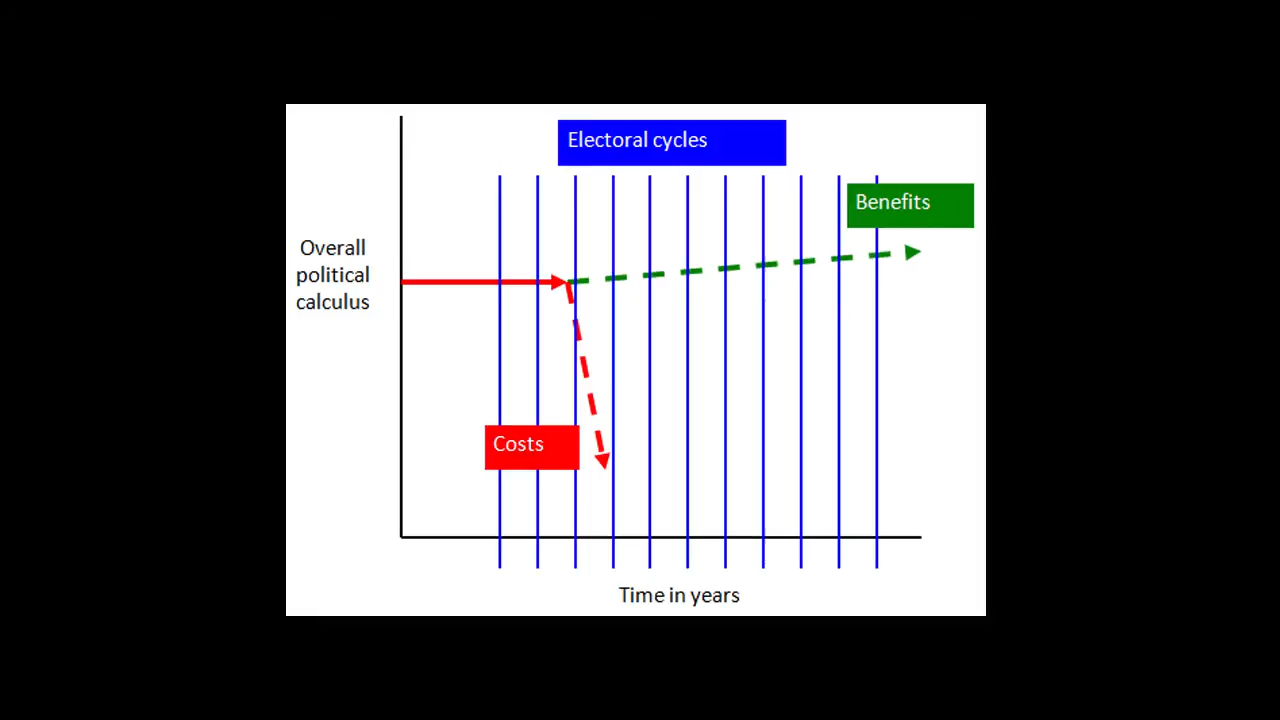 Electoral cycles
Benefits
Overall
political
calculus
Costs
Time in years